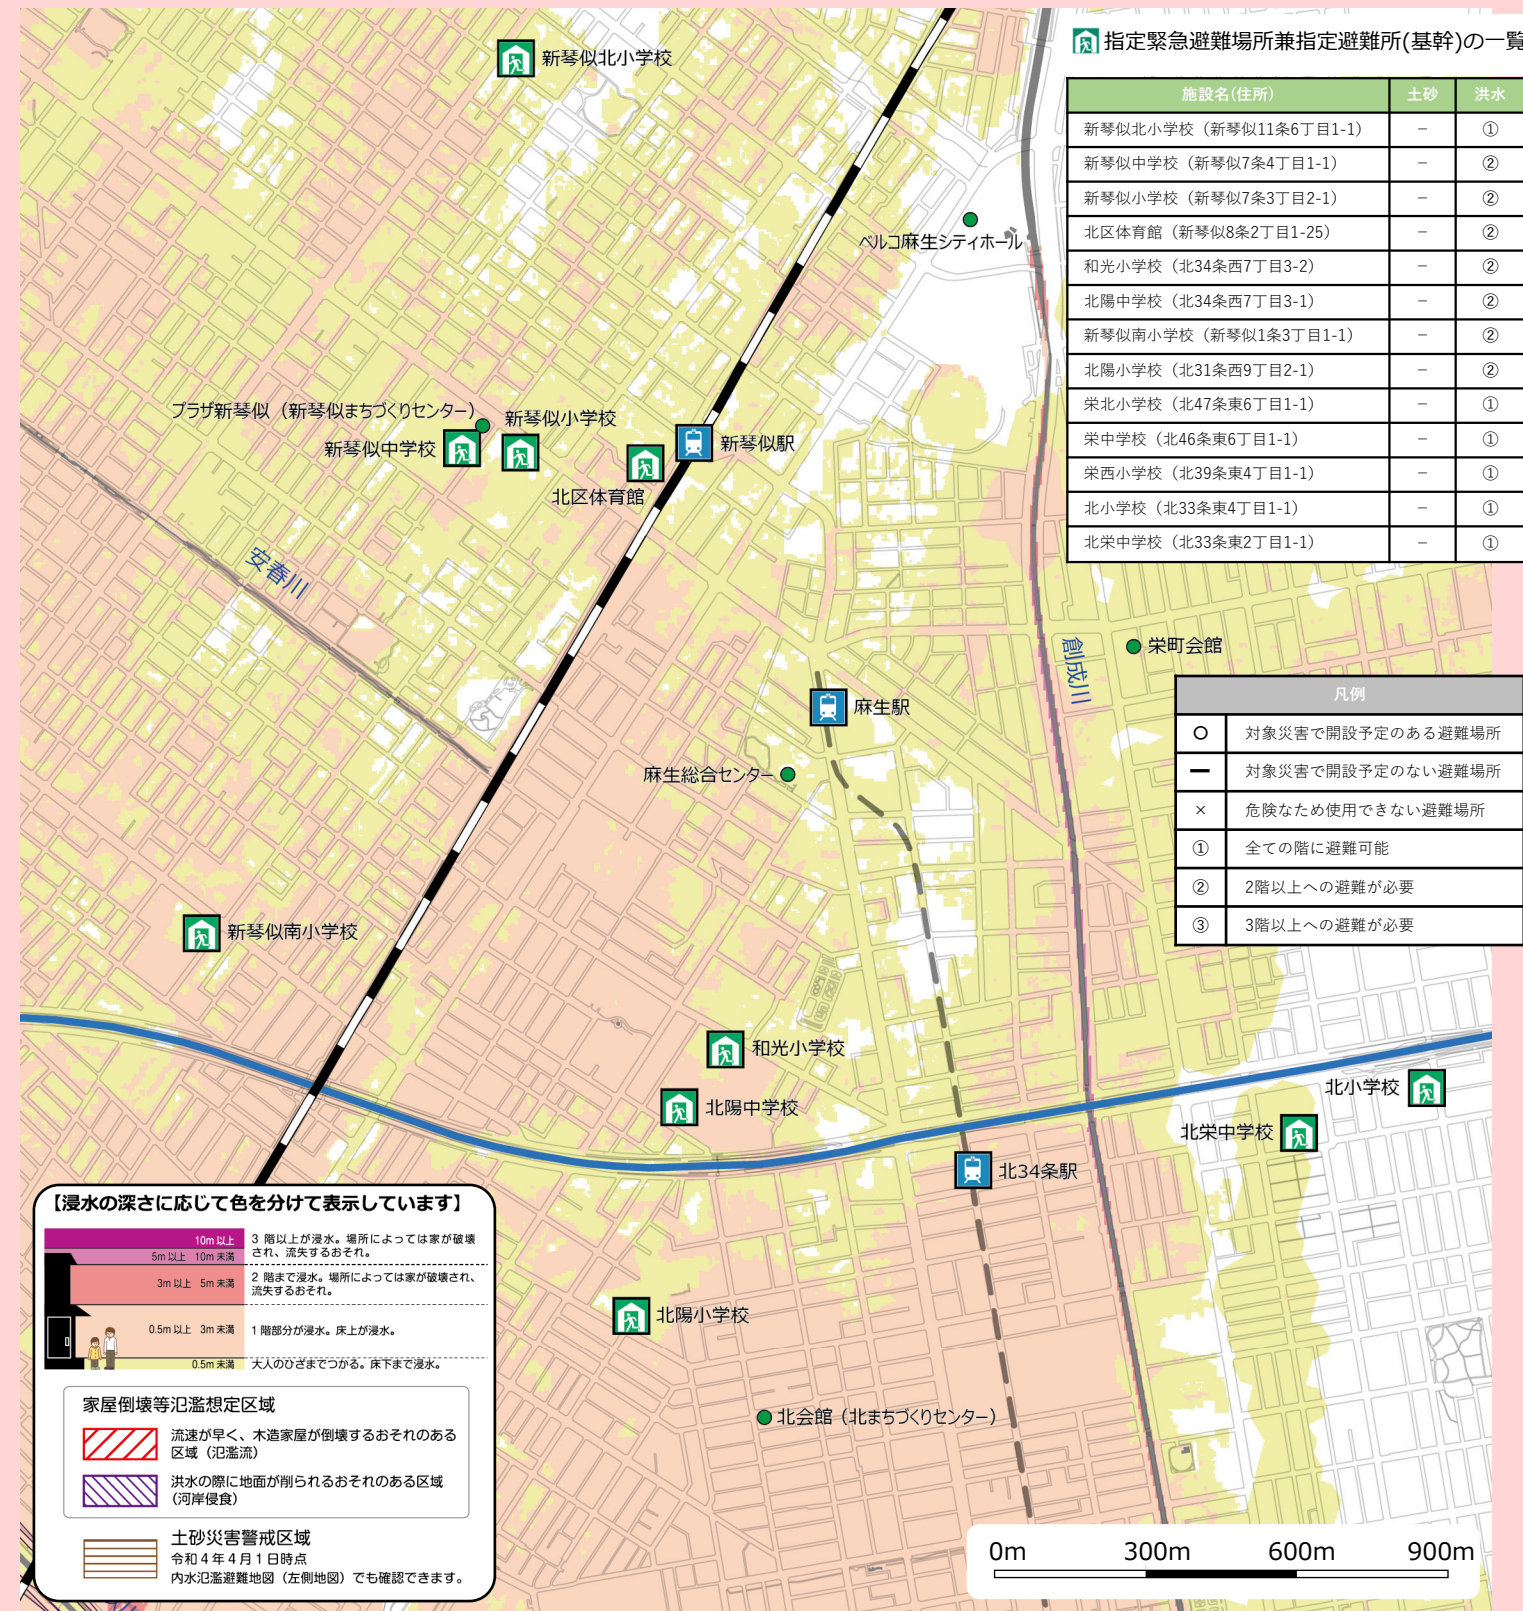 新琴似北小学校
指定緊急避難場所兼指定避難所(基幹)の一覧
施設名(住所) 土砂 洪水
新琴似北小学校（新琴似11条6丁目1-1） － ①
新琴似中学校（新琴似7条4丁目1-1） － ②
新琴似小学校（新琴似7条3丁目2-1） － ②
北区体育館（新琴似8条2丁目1-25） － ②
和光小学校（北34条西7丁目3-2） － ②
北陽中学校（北34条西7丁目3-1） － ②
新琴似南小学校（新琴似1条3丁目1-1） － ②
北陽小学校（北31条西9丁目2-1） － ②
栄北小学校（北47条東6丁目1-1） － ①
栄中学校（北46条東6丁目1-1） － ①
栄西小学校（北39条東4丁目1-1） － ①
北小学校（北33条東4丁目1-1） － ①
北栄中学校（北33条東2丁目1-1） － ①
ベルコ麻生シティホール
プラザ新琴似（新琴似まちづくりセンター）
新琴似小学校
新琴似中学校
新琴似駅
北区体育館
安春川
創成川
栄町会館
麻生駅
麻生総合センター
凡例
○ 対象災害で開設予定のある避難場所
ー 対象災害で開設予定のない避難場所
× 危険なため使用できない避難場所
① 全ての階に避難可能
② 2階以上への避難が必要
③ 3階以上への避難が必要
新琴似南小学校
和光小学校
北陽中学校
北小学校
北栄中学校
北34条駅
北陽小学校
北会館（北まちづくりセンター）
【浸水の深さに応じて色を分けて表示しています】
10m 以上 3 階以上が浸水。場所によっては家が破壊
され、流失するおそれ。
5m 以上 10m 未満
3m 以上 5m 未満 2 階まで浸水。場所によっては家が破壊され、
流失するおそれ。
0.5m 以上 3m 未満 1 階部分が浸水。床上が浸水。
0.5m 未満 大人のひざまでつかる。床下まで浸水。
家屋倒壊等氾濫想定区域
流速が早く、木造家屋が倒壊するおそれのある
区域（氾濫流）
洪水の際に地面が削られるおそれのある区域
（河岸侵食）
土砂災害警戒区域
令和４年４月１日時点
内水氾濫避難地図（左側地図）でも確認できます。
0m 300m 600m 900m